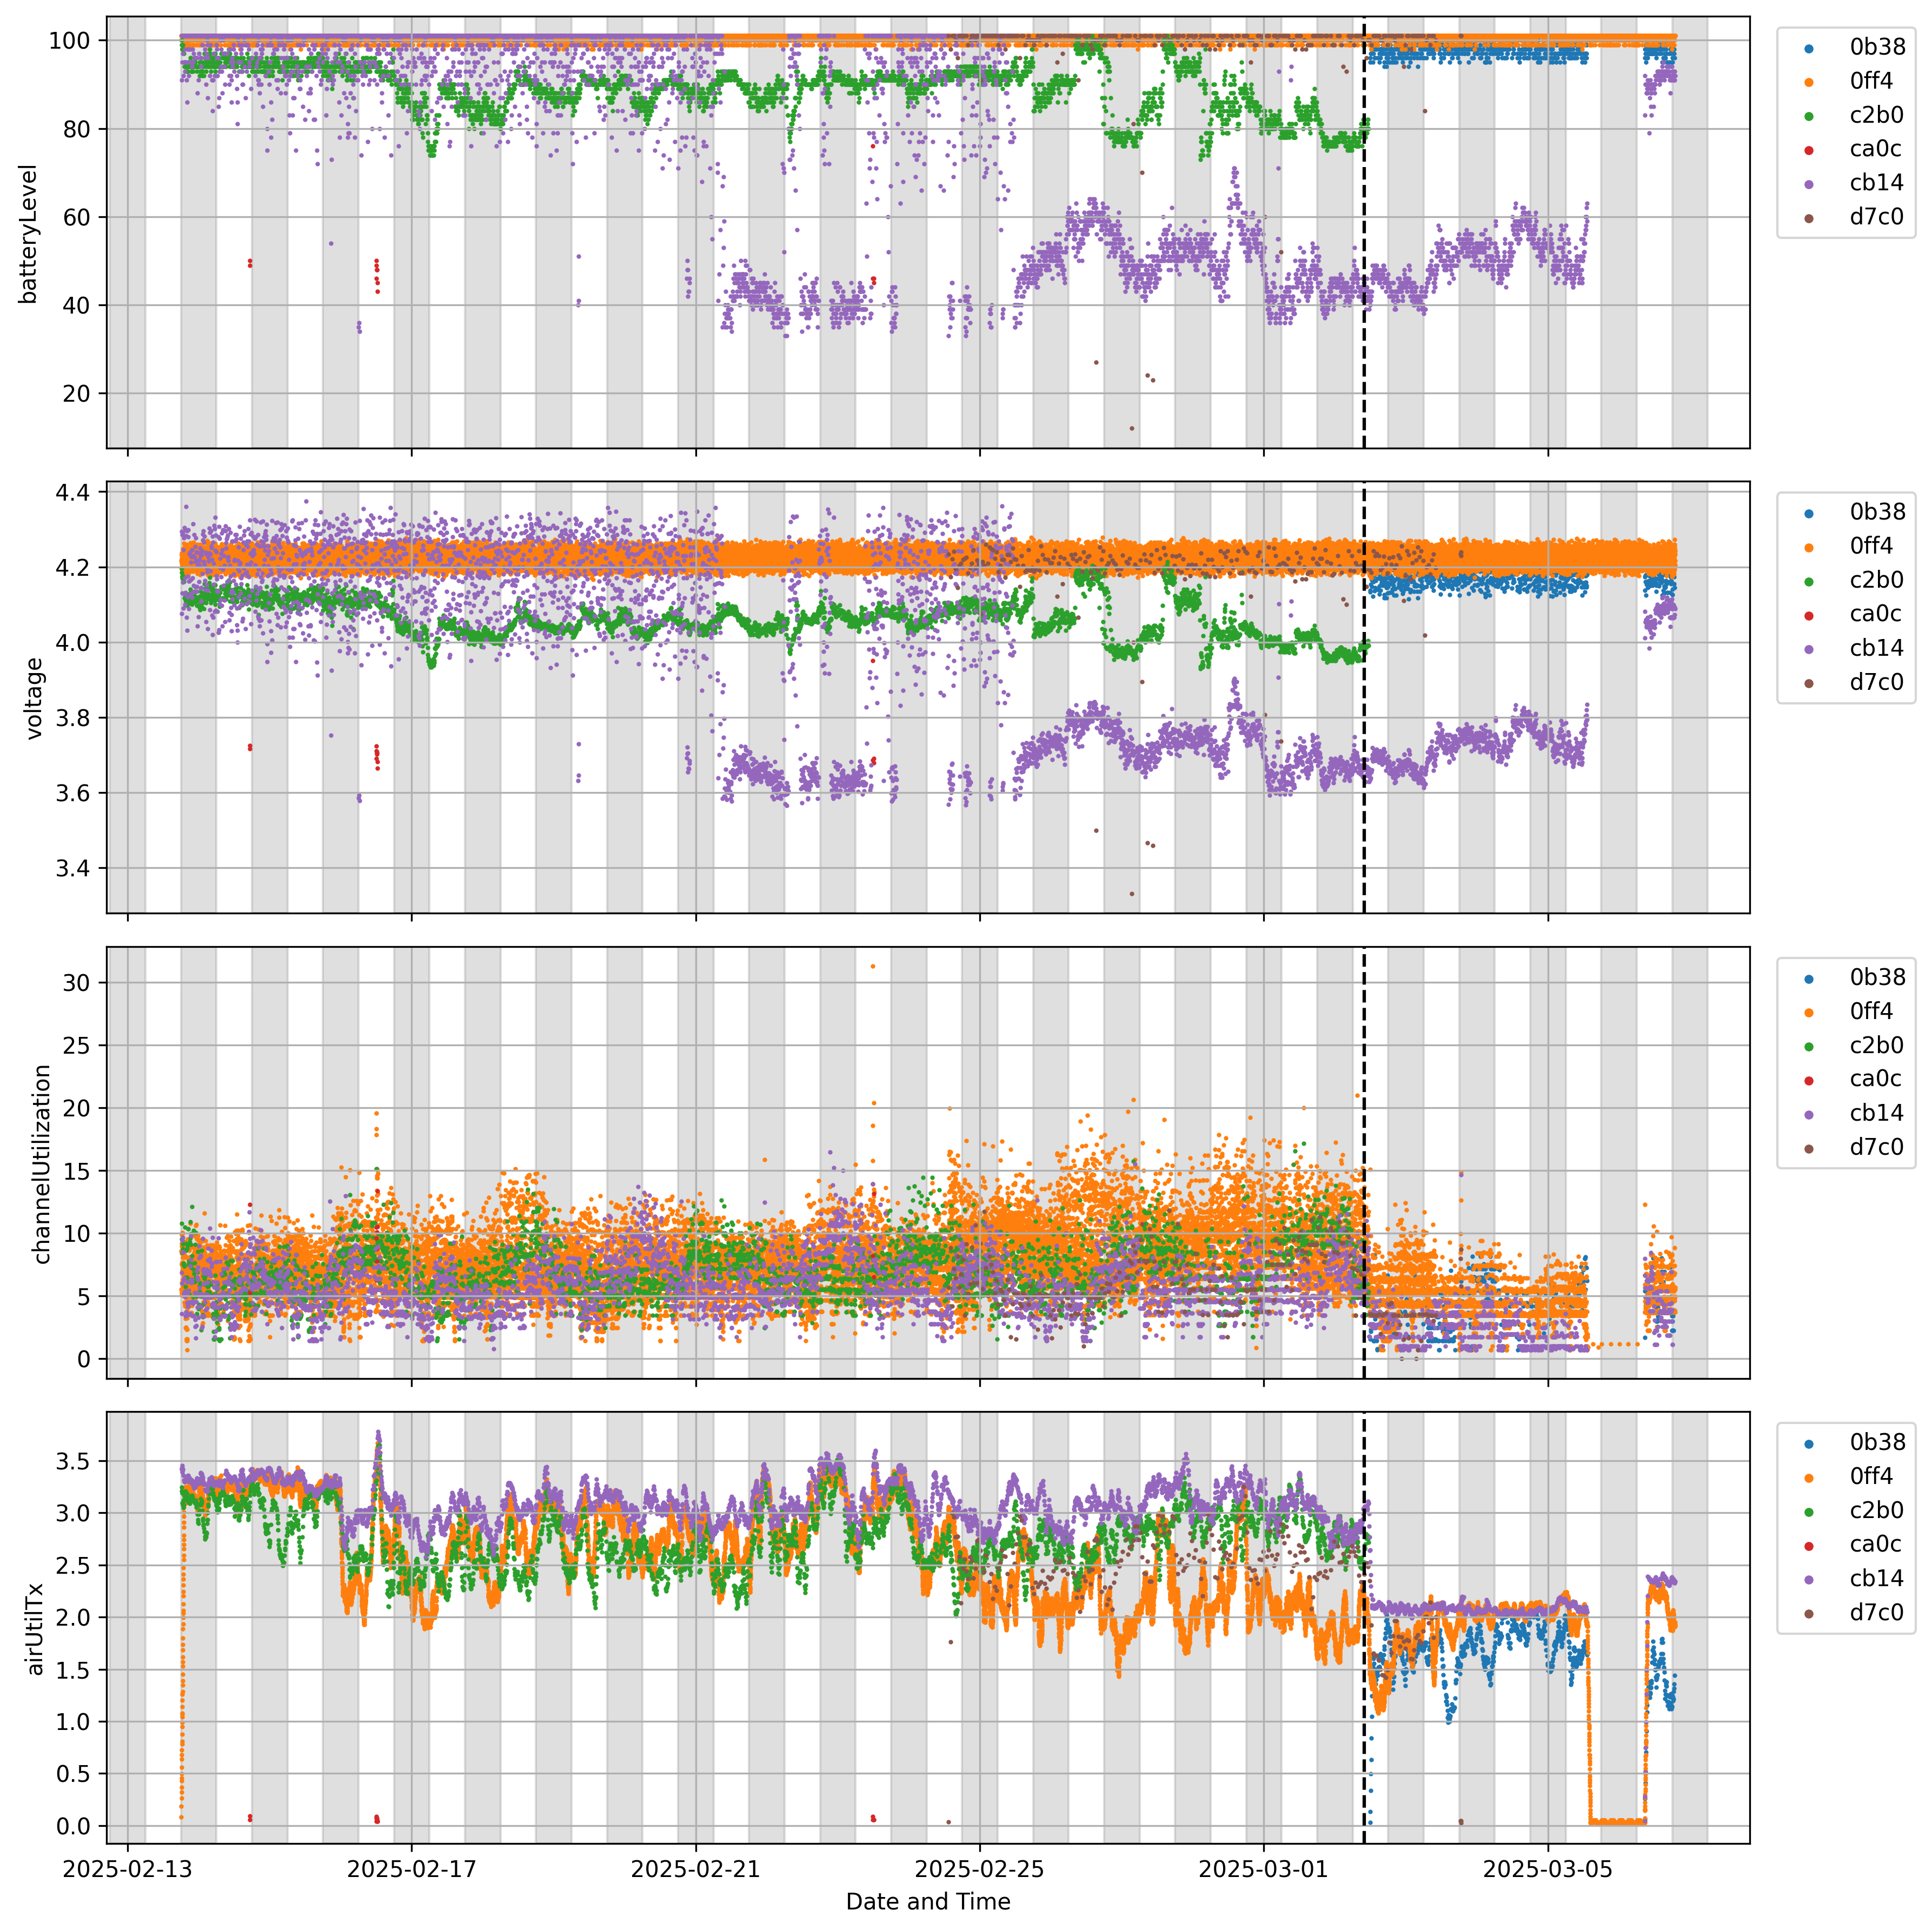 batteryLevel
100
80
60
40
20
0b38
0ff4
c2b0
ca0c
cb14
d7c0
voltage
4.4
4.2
4.0
3.8
3.6
3.4
0b38
0ff4
c2b0
ca0c
cb14
d7c0
channelUtilization
30
25
20
15
10
5
0
0b38
0ff4
c2b0
ca0c
cb14
d7c0
airUtilTx
3.5
3.0
2.5
2.0
1.5
1.0
0.5
0.0
0b38
0ff4
c2b0
ca0c
cb14
d7c0
2025-02-13 2025-02-17 2025-02-21 2025-02-25 2025-03-01 2025-03-05
Date and Time